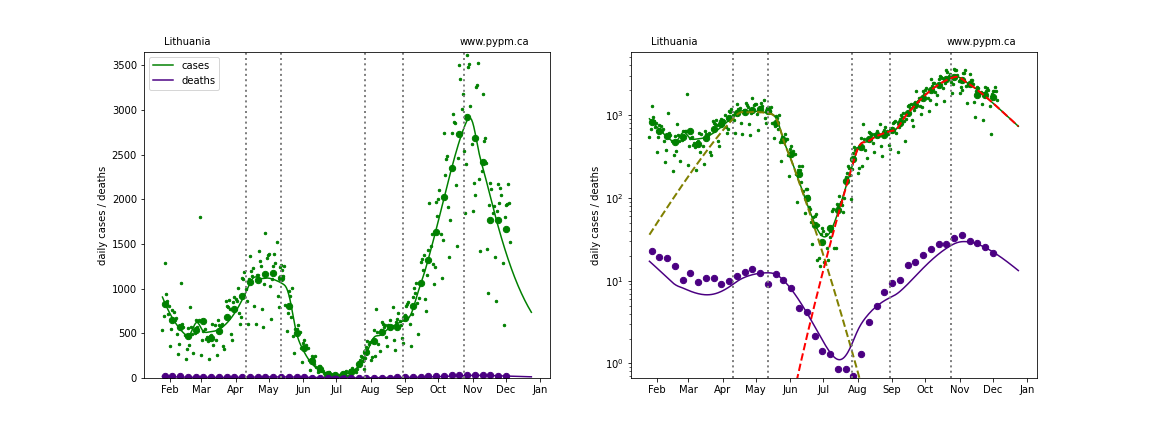 Lithuania www.pypm.ca
cases
deaths
daily cases / deaths
3500
3000
2500
2000
1500
1000
500
0
Feb Mar Apr May Jun Jul Aug Sep Oct Nov Dec Jan
Lithuania www.pypm.ca
daily cases / deaths
10³
10²
10¹
10⁰
Feb Mar Apr May Jun Jul Aug Sep Oct Nov Dec Jan